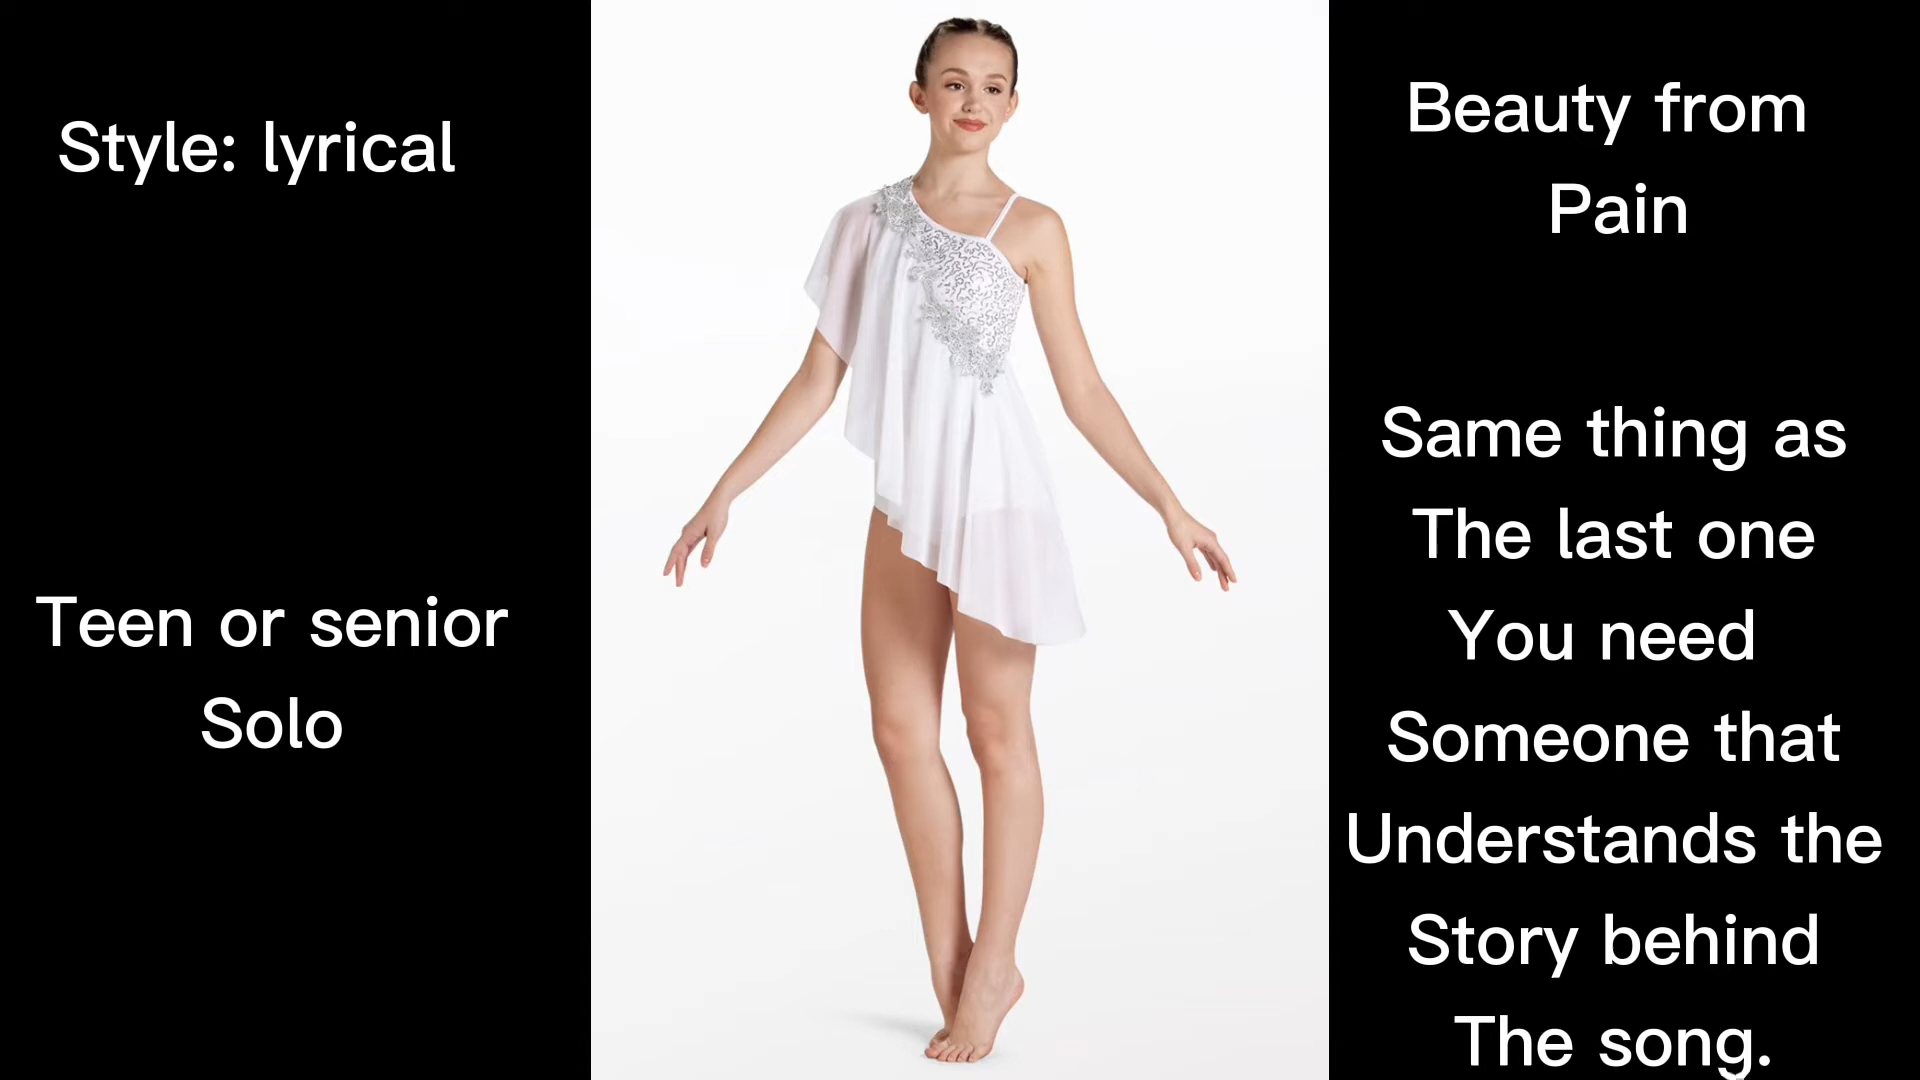 Style: lyrical
Teen or senior
Solo
Beauty from
Pain
Same thing as
The last one
You need
Someone that
Understands the
Story behind
The song.